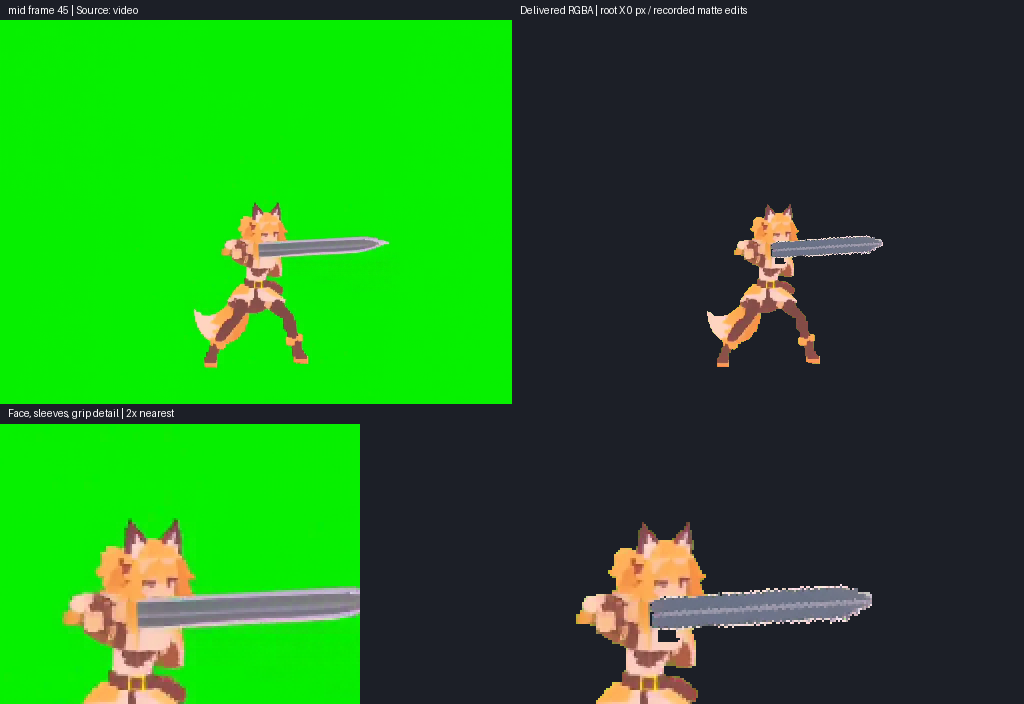 mid frame 45 | Source: video
Delivered RGBA | root X 0 px / recorded matte edits
Face, sleeves, grip detail | 2x nearest